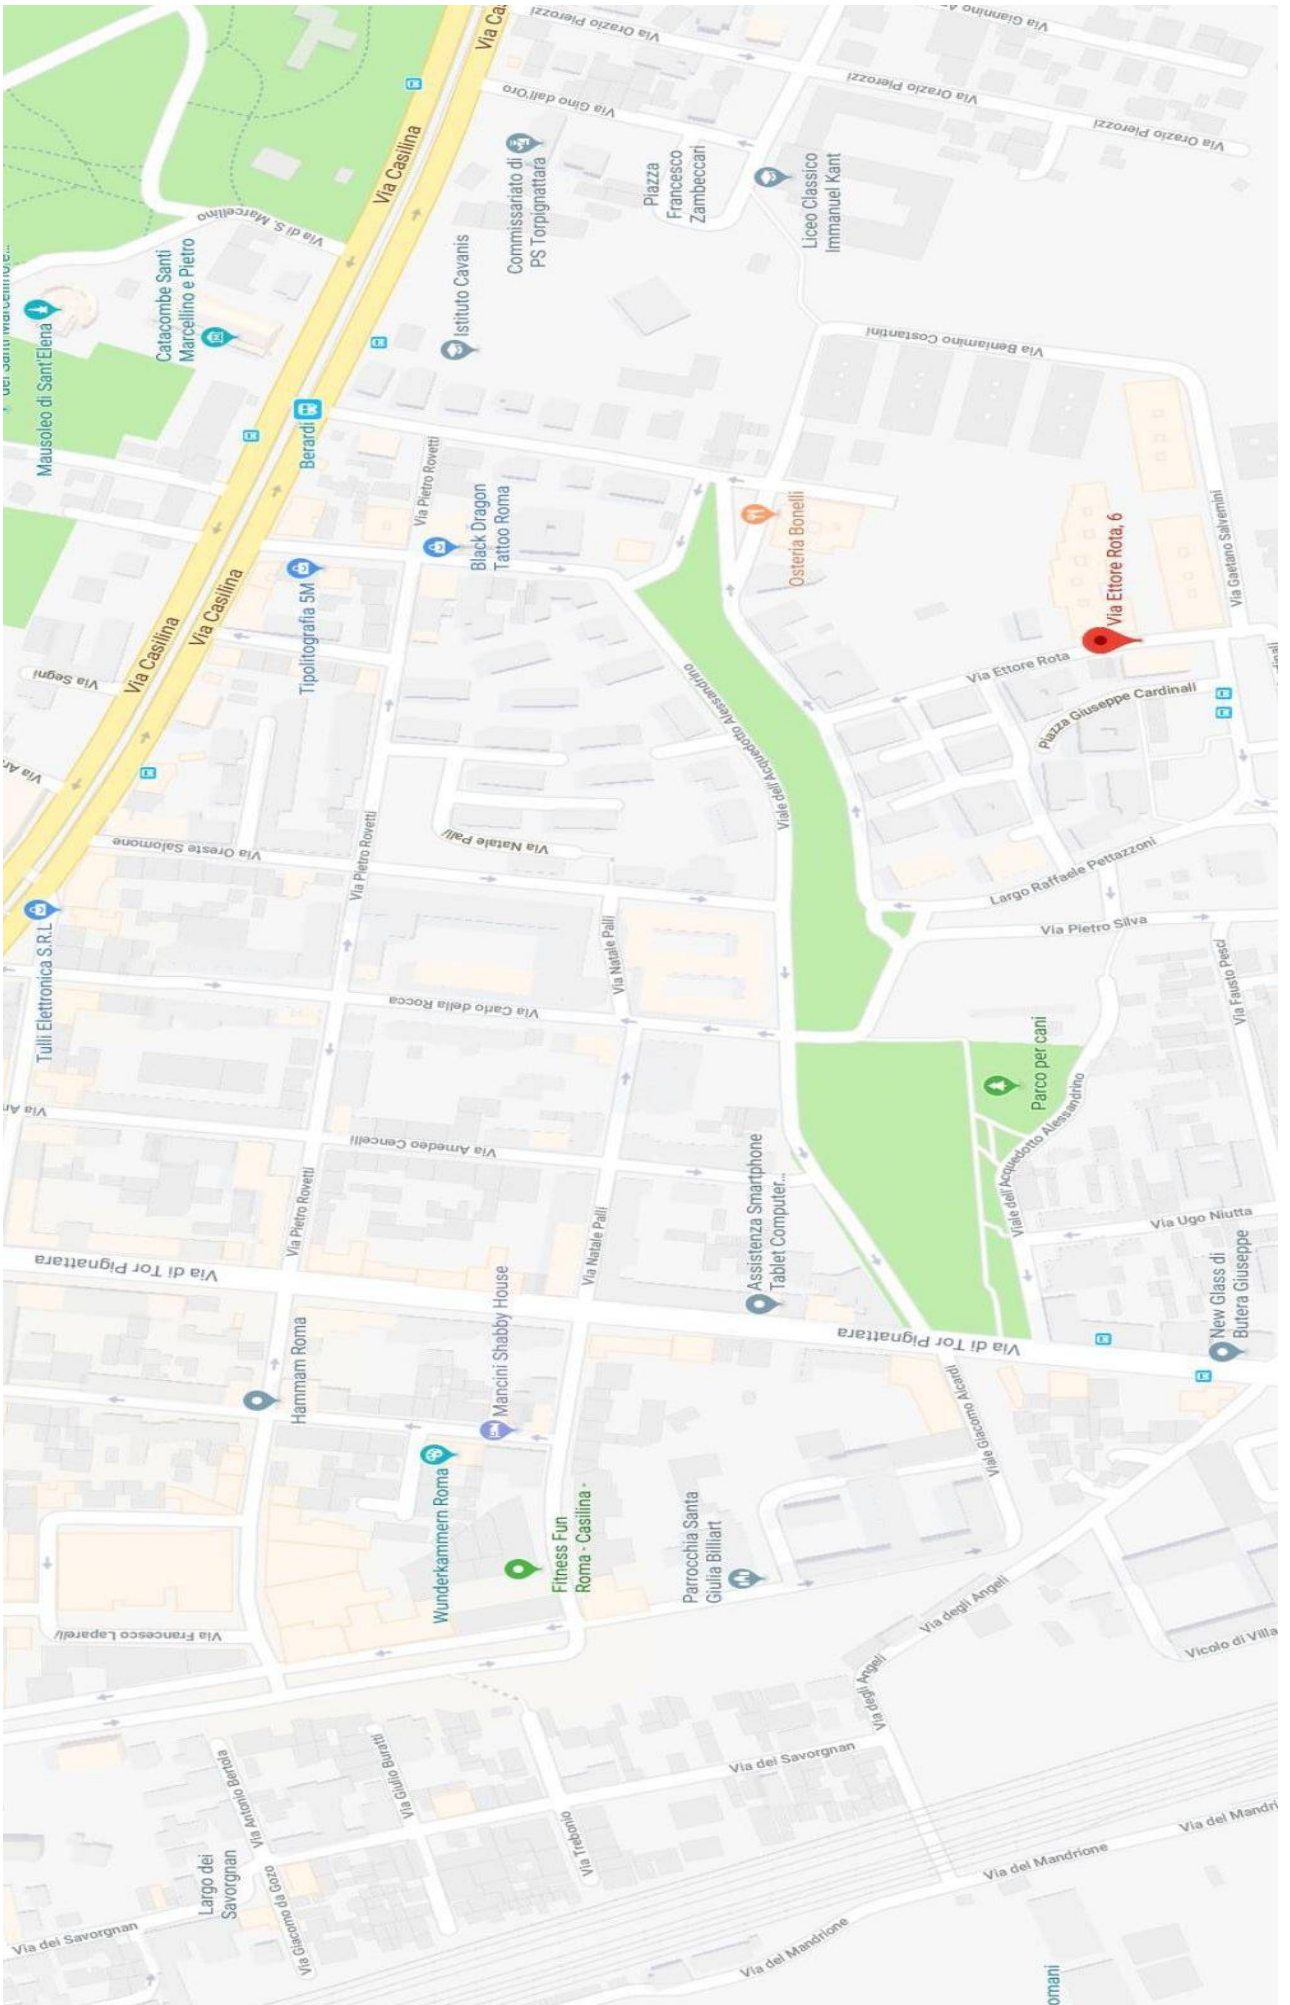 Via Orazio Pierozzi
Via Giannino A
Via Ca
Via Orazio Pierozzi
Via Orazio Pierozzi
Via Gino dall'Oro
Via Casilina
Commissariato di
PS Torpignattara
Piazza
Francesco
Zambeccari
Liceo Classico
Immanuel Kant
Via di S. Marcellino
Catacombe Santi
Marcellino e Pietro
Mausoleo di Sant'Elena
Istituto Cavanis
Via Beniamino Costantini
Berardi
Via Pietro Rovetti
Black Dragon
Tattoo Roma
Osteria Bonelli
Via Ettore Rota, 6
Via Gaetano Salvemini
Via Casilina
Via Casilina
Tipolitografia 5M
Via Segni
Via Ar
Viale dell'Acquedotto Alessandrino
Via Ettore Rota
Piazza Giuseppe Cardinali
dinali
Via Oreste Salomone
Via Pietro Rovetti
Via Natale Palli
Largo Raffaele Pettazzoni
Via Pietro Silva
Via Fausto Pesci
Tulli Elettronica S.R.L
Via Natale Palli
Via Carlo della Rocca
Parco per cani
Via Amedeo Cencelli
Via Pietro Rovetti
Via Natale Palli
Assistenza Smartphone
Tablet Computer...
Viale dell'Acquedotto Alessandrino
Via Ugo Niutta
New Glass di
Butera Giuseppe
Via di Tor Pignattara
Via di Tor Pignattara
Hammam Roma
Mancini Shabby House
Wunderkammern Roma
Fitness Fun
Roma - Casilina -
Parrocchia Santa
Giulia Billiart
Viale Giacomo Alcardi
Via degli Angeli
Via degli Angeli
Vicolo di Villa
Via Francesco Laparelli
Via Antonio Bertola
Via Giulio Buratti
Via dei Savorgnan
Via Trebonio
Largo dei
Savorgnan
Via Giacomo da Gozo
Via dei Savorgnan
Via del Mandrione
Via del Mandrione
Via del Mandri
omani